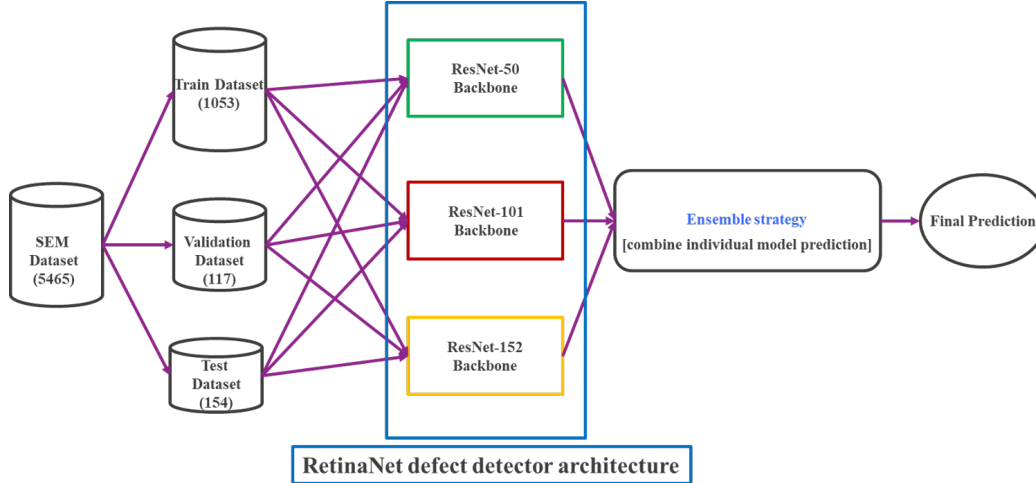 SEM
Dataset
(5465)
Train Dataset
(1053)
Validation
Dataset
(117)
Test
Dataset
(154)
ResNet-50
Backbone
ResNet-101
Backbone
ResNet-152
Backbone
Ensemble strategy
[combine individual model prediction]
Final Prediction
RetinaNet defect detector architecture